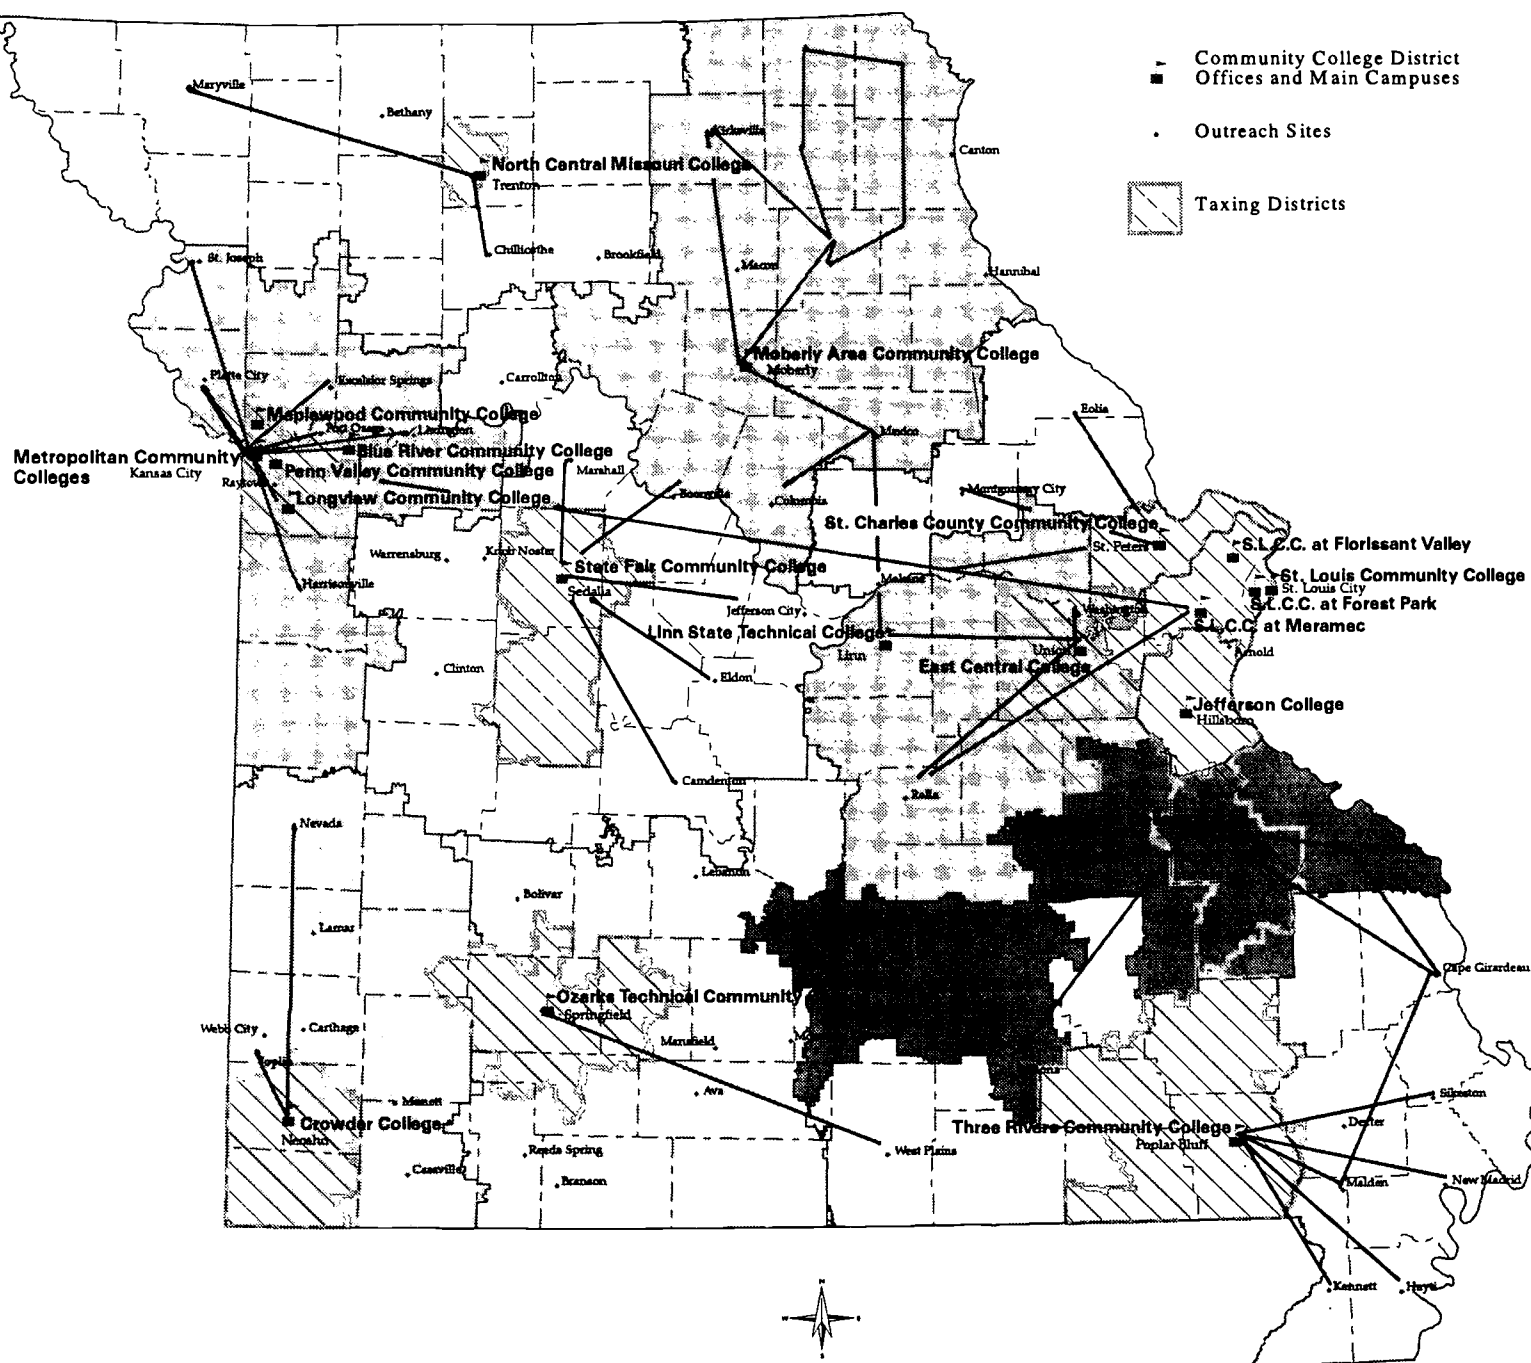 Community College District
Offices and Main Campuses
Outreach Sites
Taxing Districts
Maryville
Bethany
Kirksville
Canton
North Central Missouri College
Trenton
Chillicothe
Brookfield
Macon
Hannibal
St. Joseph
Moberly Area Community College
Moberly
Platte City
Excelsior Springs
Carrollton
Maplewood Community College
Eolia
Fort Osage
Lexington
Mexico
Blue River Community College
Metropolitan Community
Colleges
Kansas City
Penn Valley Community College
Marshall
Raytown
Longview Community College
Boonville
Columbia
Montgomery City
St. Charles County Community College
St. Peters
S.L.C.C. at Florissant Valley
Warrensburg
Knob Noster
State Fair Community College
Sedalia
Harrisonville
St. Louis Community College
St. Louis City
S.L.C.C. at Forest Park
Jefferson City
Washington
S.L.C.C. at Meramec
Linn State Technical College
Linn
Union
Arnold
East Central College
Clinton
Eldon
Jefferson College
Hillsboro
Camdenton
Rolla
Nevada
Lebanon
Bolivar
Lamar
Cape Girardeau
Ozarks Technical Community
Springfield
Webb City
Carthage
Mansfield
Joplin
Ava
Monett
Sikeston
Crowder College
Neosho
Three Rivers Community College
Poplar Bluff
Dexter
Reeds Spring
West Plains
Cassville
Branson
Malden
New Madrid
Kennett
Hayti
N
W
E
S